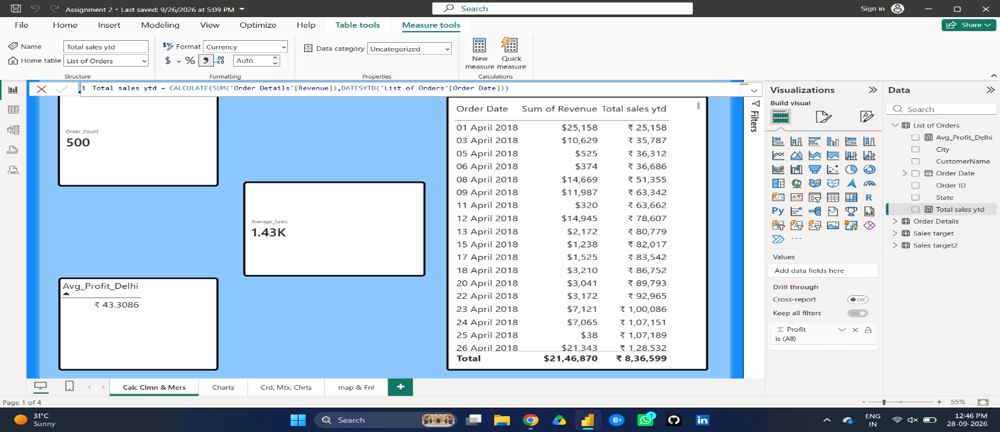 Assignment 2 • Last saved: 9/26/2026 at 5:09 PM
Search
Sign in
File Home Insert Modeling View Optimize Help Table tools Measure tools
Share
Name Total sales ytd
Home table List of Orders
Structure
$% Format Currency
$ % 9 .00 Auto
Formatting
Data category Uncategorized
Properties
New measure
Quick measure
Calculations
1 Total sales ytd = CALCULATE(SUM('Order Details'[Revenue]),DATESYTD('List of Orders'[Order Date]))
Order_Count
500
Average_Sales
1.43K
Avg_Profit_Delhi
₹ 43.3086
Order Date Sum of Revenue Total sales ytd
01 April 2018 $25,158 ₹ 25,158
03 April 2018 $10,629 ₹ 35,787
05 April 2018 $525 ₹ 36,312
06 April 2018 $374 ₹ 36,686
08 April 2018 $14,669 ₹ 51,355
09 April 2018 $11,987 ₹ 63,342
11 April 2018 $320 ₹ 63,662
12 April 2018 $14,945 ₹ 78,607
13 April 2018 $2,172 ₹ 80,779
15 April 2018 $1,238 ₹ 82,017
17 April 2018 $1,525 ₹ 83,542
18 April 2018 $3,210 ₹ 86,752
20 April 2018 $3,041 ₹ 89,793
22 April 2018 $3,172 ₹ 92,965
23 April 2018 $7,121 ₹ 1,00,086
24 April 2018 $7,065 ₹ 1,07,151
25 April 2018 $38 ₹ 1,07,189
26 April 2018 $21,343 ₹ 1,28,532
Total $21,46,870 ₹ 8,36,599
Filters
Visualizations
Build visual
R
Py
...
Values
Add data fields here
Drill through
Cross-report Off
Keep all filters On
Σ Profit
is (All)
Data
Search
List of Orders
Avg_Profit_Delhi
City
CustomerName
Order Date
Order ID
State
Total sales ytd
Order Details
Sales target
Sales target2
Calc Clmn & Mers Charts Crd, Mtx, Chrts map & Fnl +
Page 1 of 4
- + 55%
31°C
Sunny
Search
1
ENG
IN
12:46 PM
28-09-2026